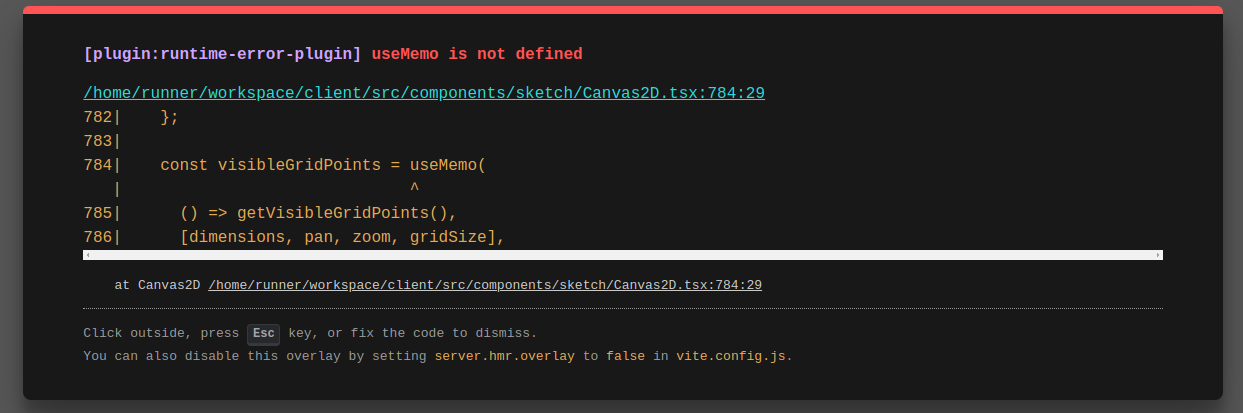 [plugin:runtime-error-plugin] useMemo is not defined
/home/runner/workspace/client/src/components/sketch/Canvas2D.tsx:784:29
782|    };
783|
784|    const visibleGridPoints = useMemo(
   |                              ^
785|      () => getVisibleGridPoints(),
786|      [dimensions, pan, zoom, gridSize],
    at Canvas2D /home/runner/workspace/client/src/components/sketch/Canvas2D.tsx:784:29
Click outside, press Esc key, or fix the code to dismiss.
You can also disable this overlay by setting server.hmr.overlay to false in vite.config.js.